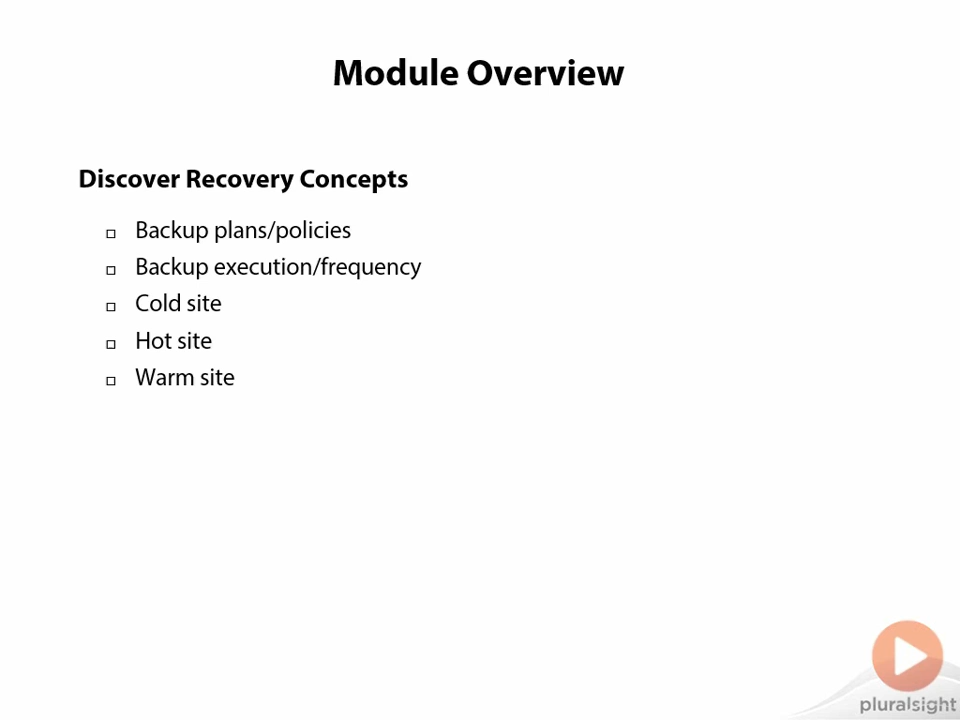 Module Overview
Discover Recovery Concepts
Backup plans/policies
Backup execution/frequency
Cold site
Hot site
Warm site
pluralsight